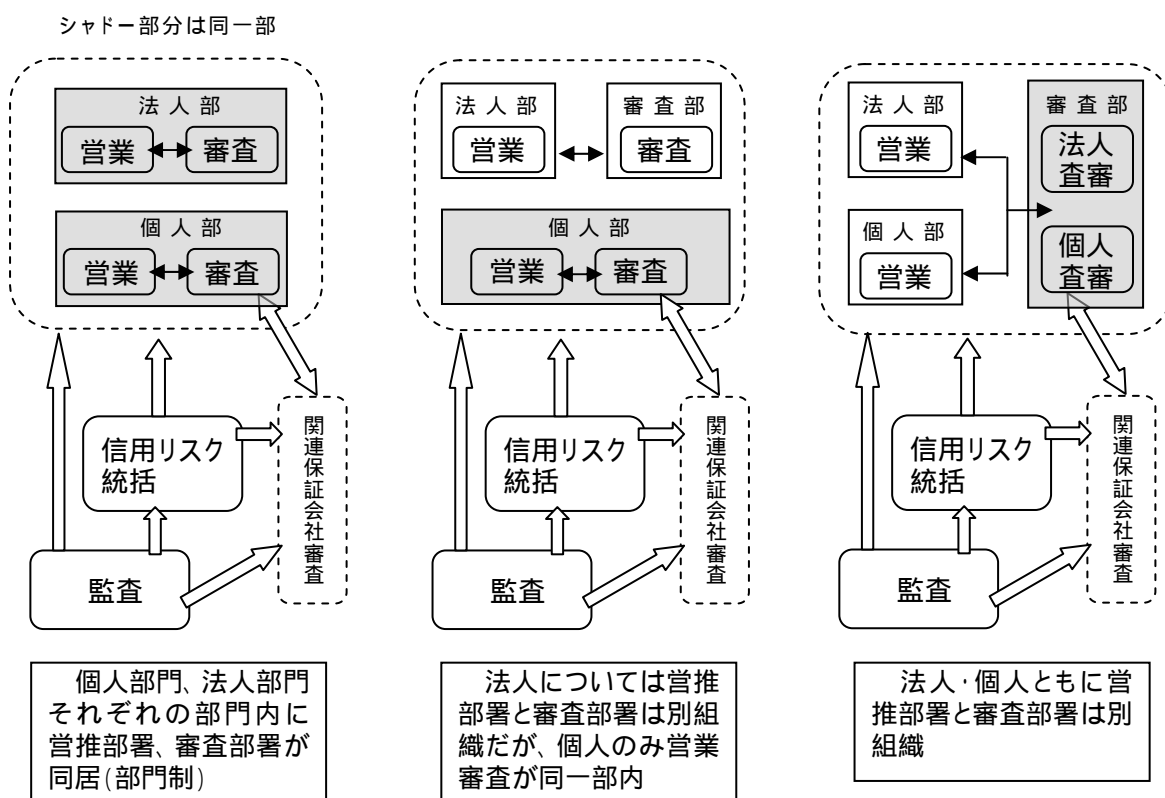 シャドー部分は同一部
法人部
営業
審査
個人部
営業
審査
信用リスク
統括
監査
関連保証会社審査
個人部門、法人部門
それぞれの部門内に
営推部署、審査部署が
同居(部門制)
法人部
営業
審査部
審査
個人部
営業
審査
信用リスク
統括
監査
関連保証会社審査
法人については営推
部署と審査部署は別組
織だが、個人のみ営業
審査が同一部内
法人部
営業
個人部
営業
審査部
法人
査審
個人
査審
信用リスク
統括
監査
関連保証会社審査
法人・個人ともに営
推部署と審査部署は別
組織